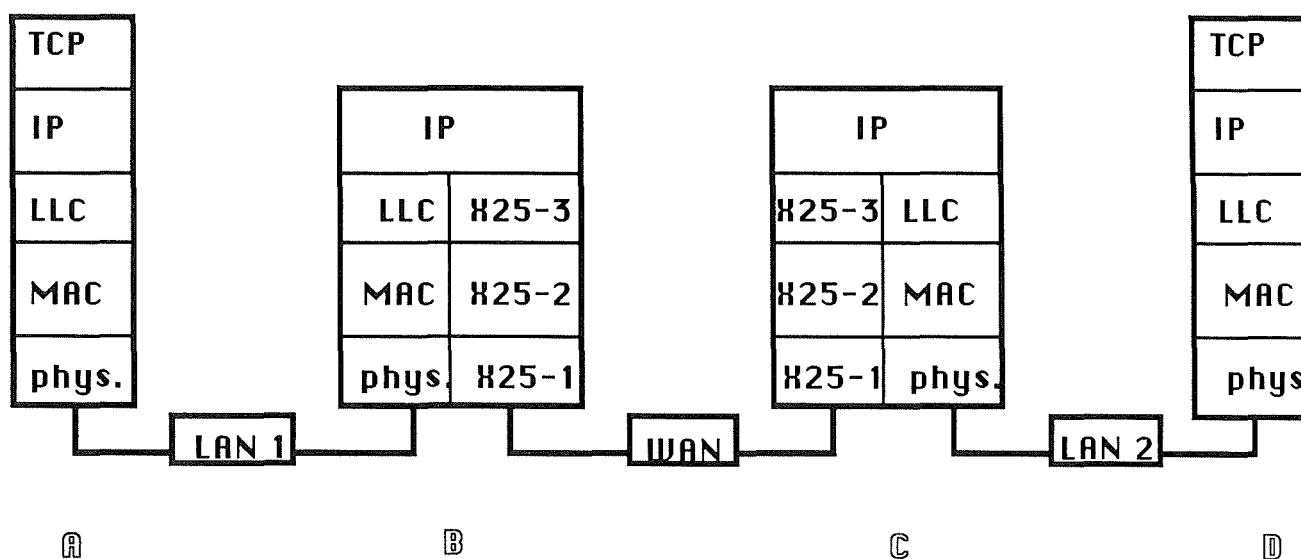 TCP
IP
LLC
MAC
phys.
IP
LLC X25-3
MAC X25-2
phys. X25-1
IP
X25-3 LLC
X25-2 MAC
X25-1 phys.
TCP
IP
LLC
MAC
phys
LAN 1
WAN
LAN 2
A
B
C
D